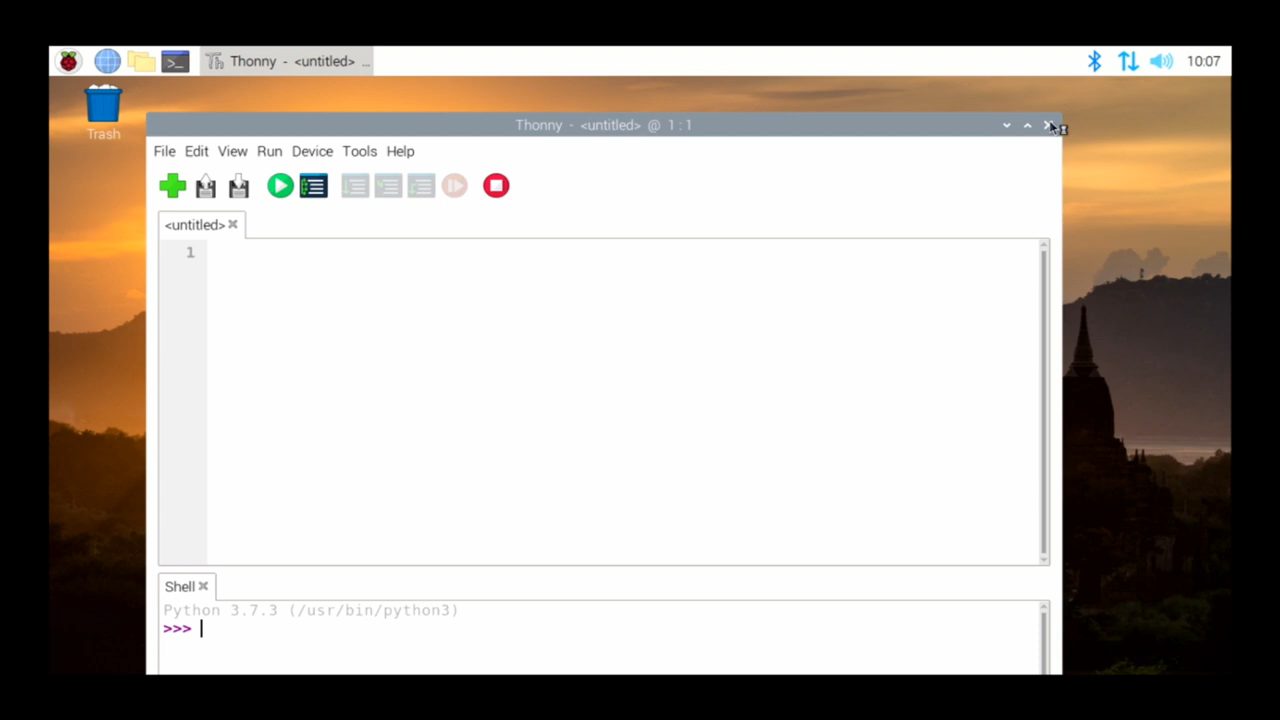 Thonny - <untitled> ...
10:07
Trash
Thonny - <untitled> @ 1 : 1
File Edit View Run Device Tools Help
<untitled>
1
Shell
Python 3.7.3 (/usr/bin/python3)
>>>